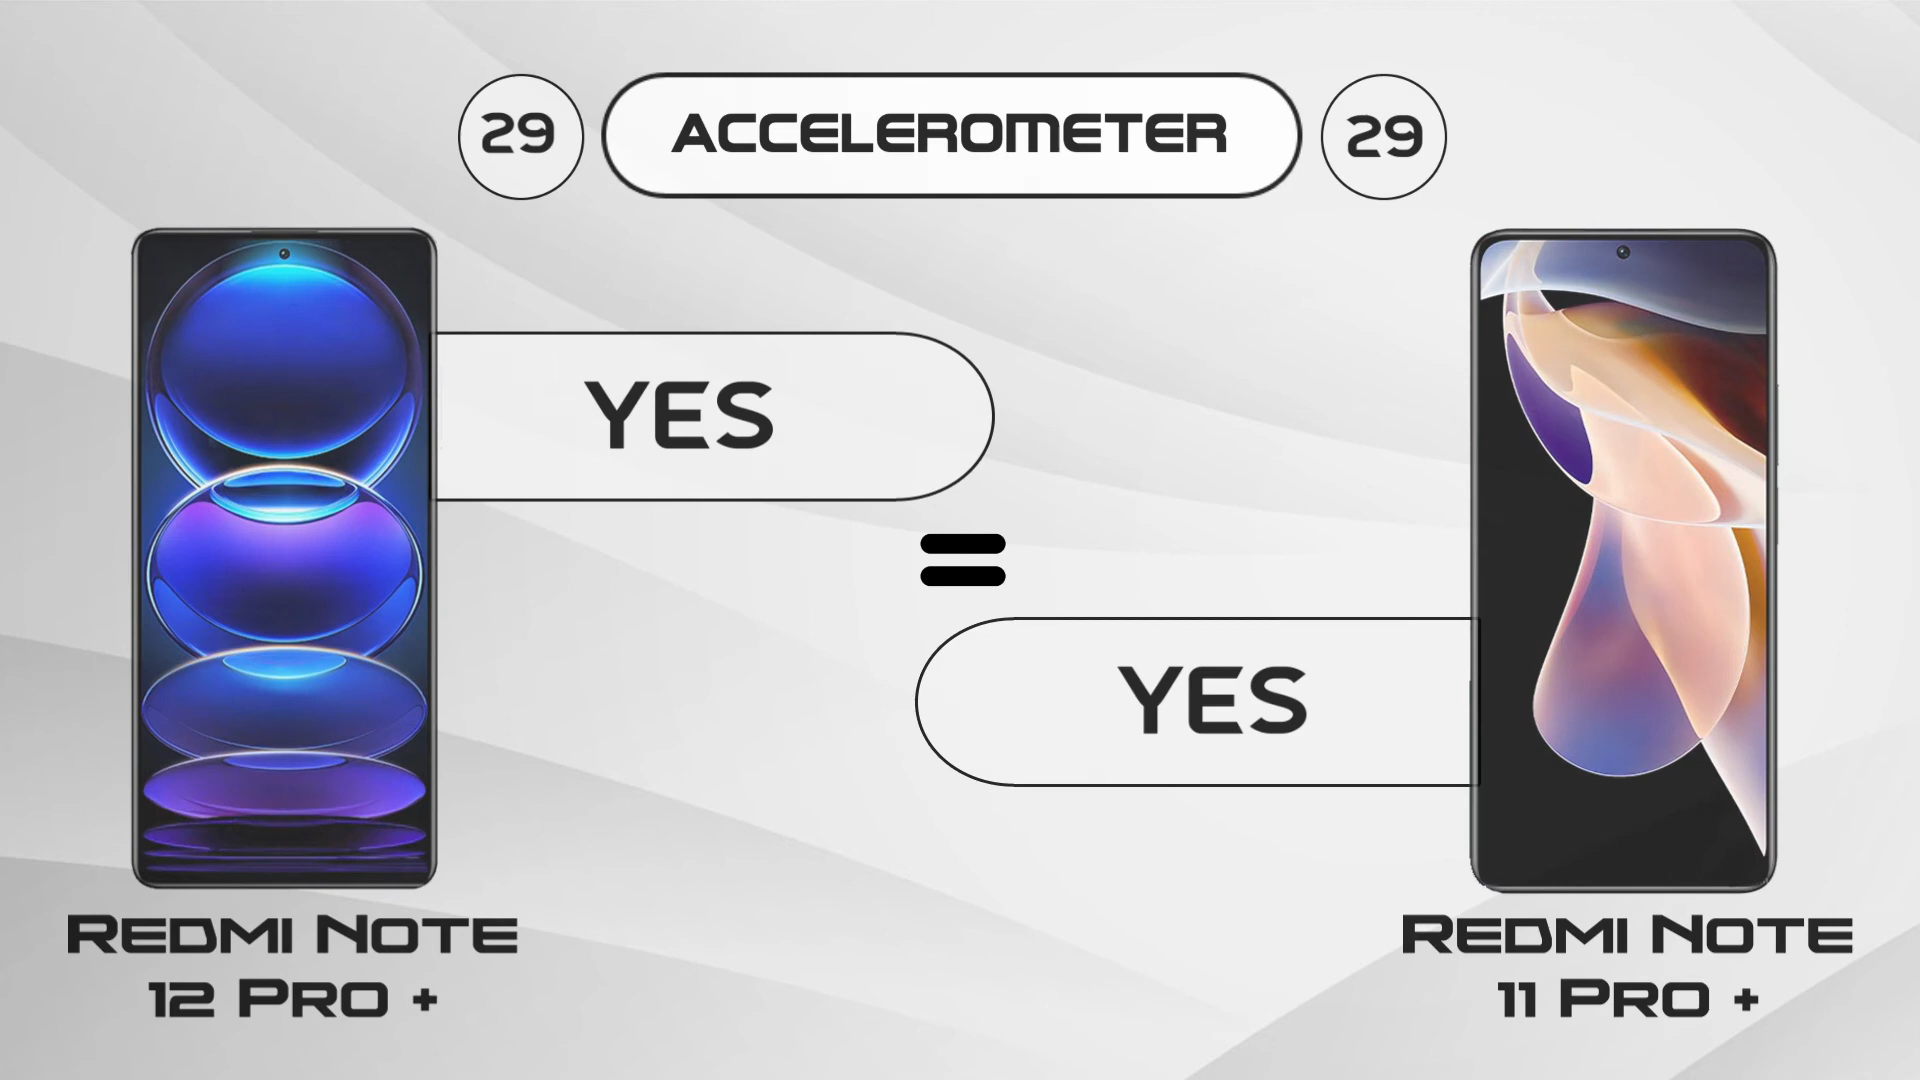 29 ACCELEROMETER 29
YES
=
YES
REDMI NOTE
12 PRO +
REDMI NOTE
11 PRO +